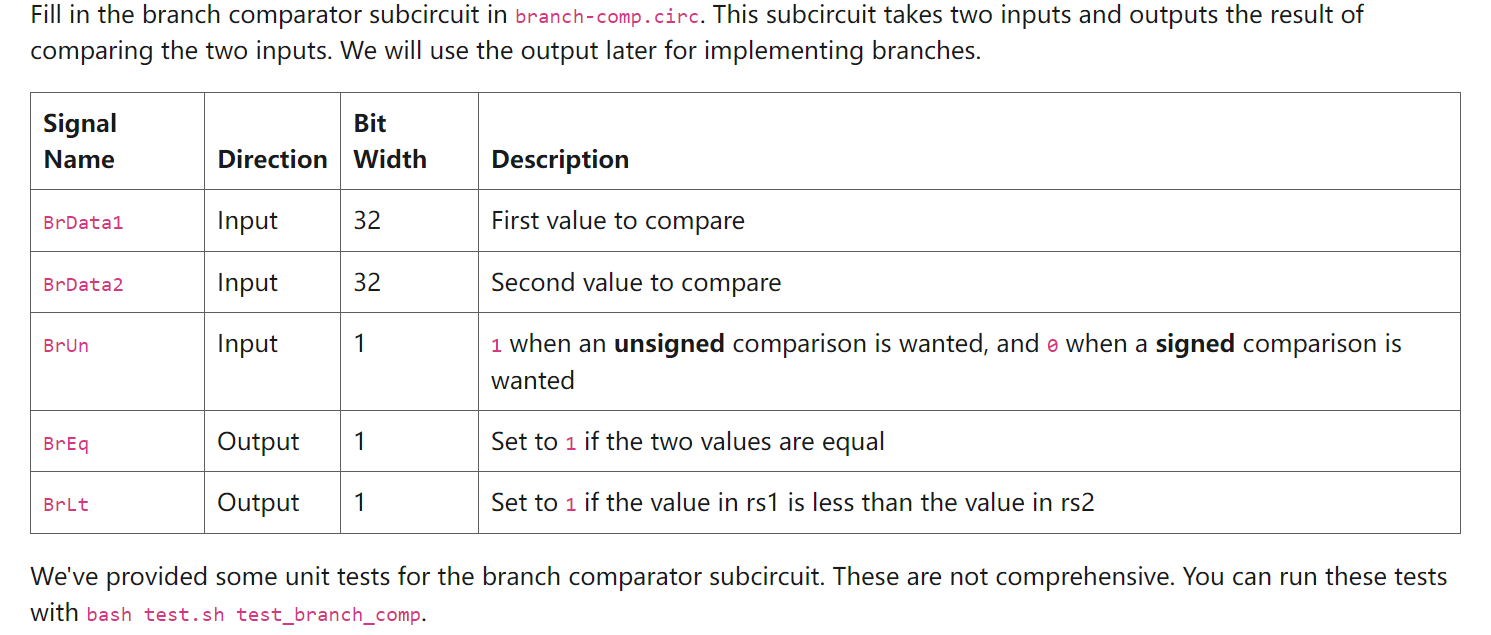 Fill in the branch comparator subcircuit in branch-comp.circ. This subcircuit takes two inputs and outputs the result of
comparing the two inputs. We will use the output later for implementing branches.
Signal Name Direction Bit Width Description
BrData1 Input 32 First value to compare
BrData2 Input 32 Second value to compare
BrUn Input 1 1 when an unsigned comparison is wanted, and 0 when a signed comparison is
wanted
BrEq Output 1 Set to 1 if the two values are equal
BrLt Output 1 Set to 1 if the value in rs1 is less than the value in rs2
We've provided some unit tests for the branch comparator subcircuit. These are not comprehensive. You can run these tests
with bash test.sh test_branch_comp.